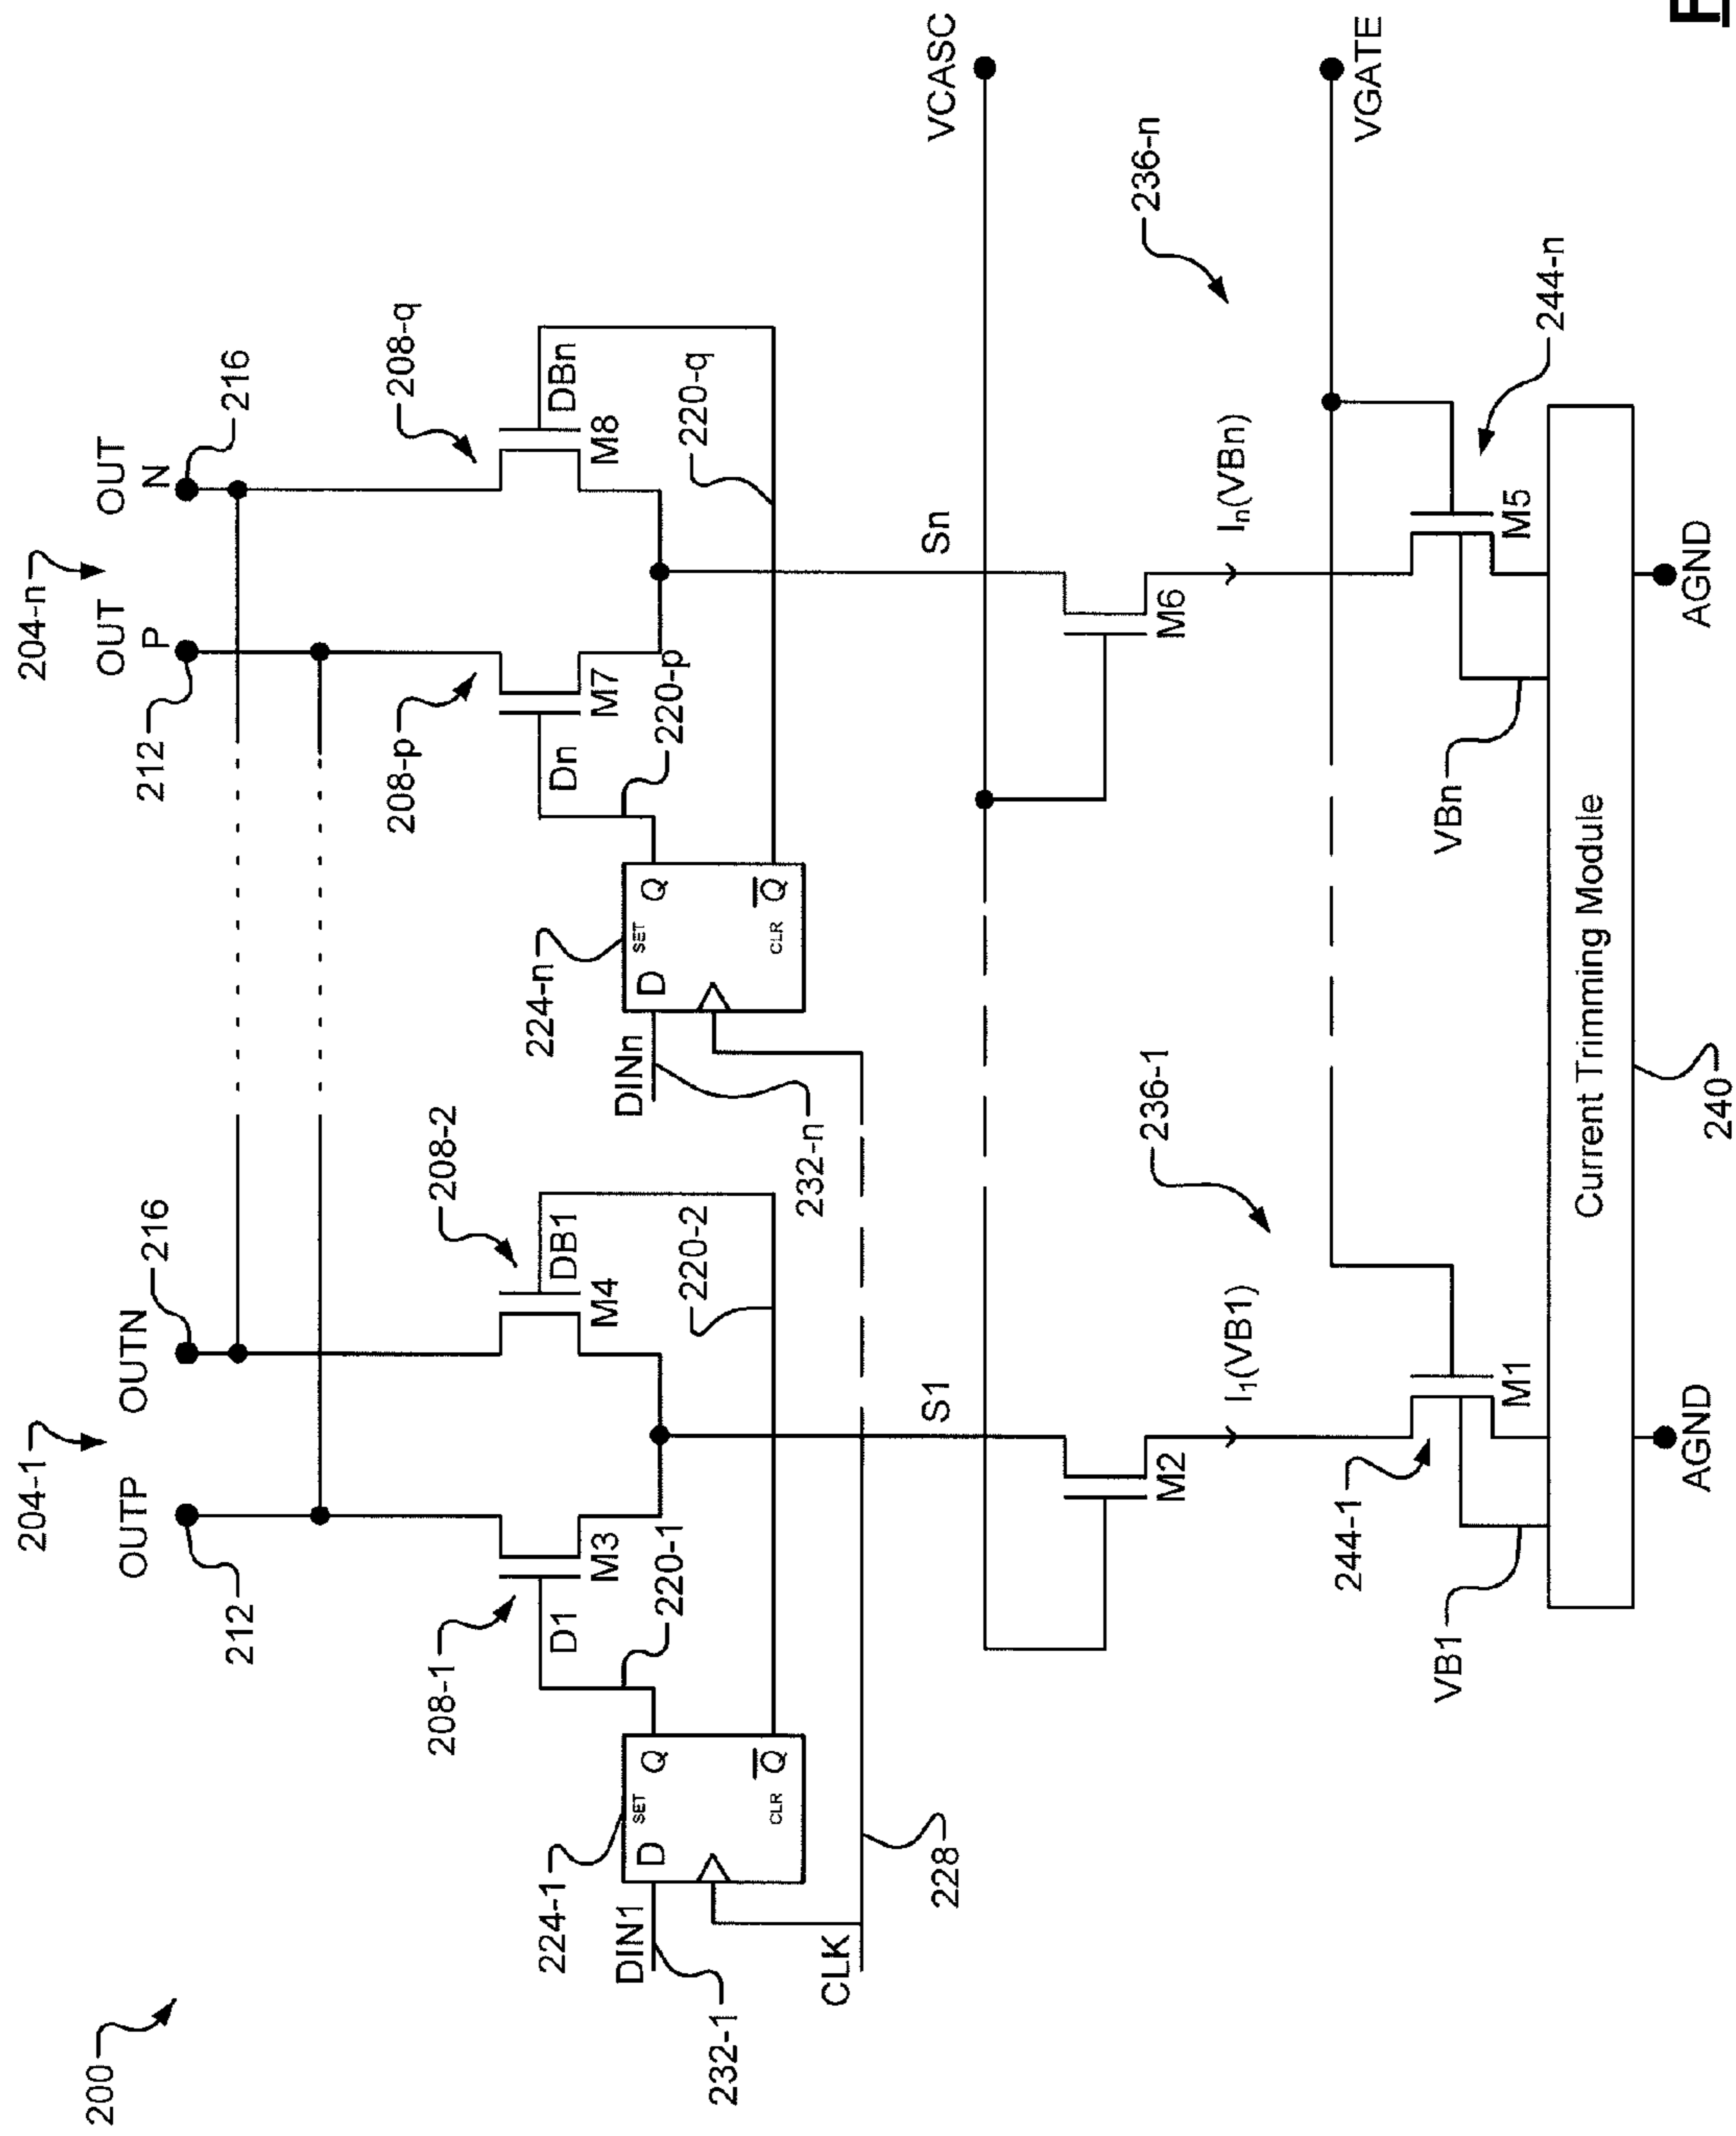 200
204-1
204-n
OUTP
OUTN
OUT
P
OUT
N
212
216
212
216
208-1
208-2
208-p
208-q
D1
DB1
Dn
DBn
M3
M4
M7
M8
220-1
220-2
220-p
220-q
224-1
224-n
DIN1
D
SET
Q
CLR
Q̅
DINn
D
SET
Q
CLR
Q̅
232-1
232-n
CLK
228
S1
Sn
VCASC
M2
M6
236-1
236-n
I₁(VB1)
Iₙ(VBn)
VGATE
244-1
244-n
M1
M5
VB1
VBn
Current Trimming Module
AGND
AGND
240